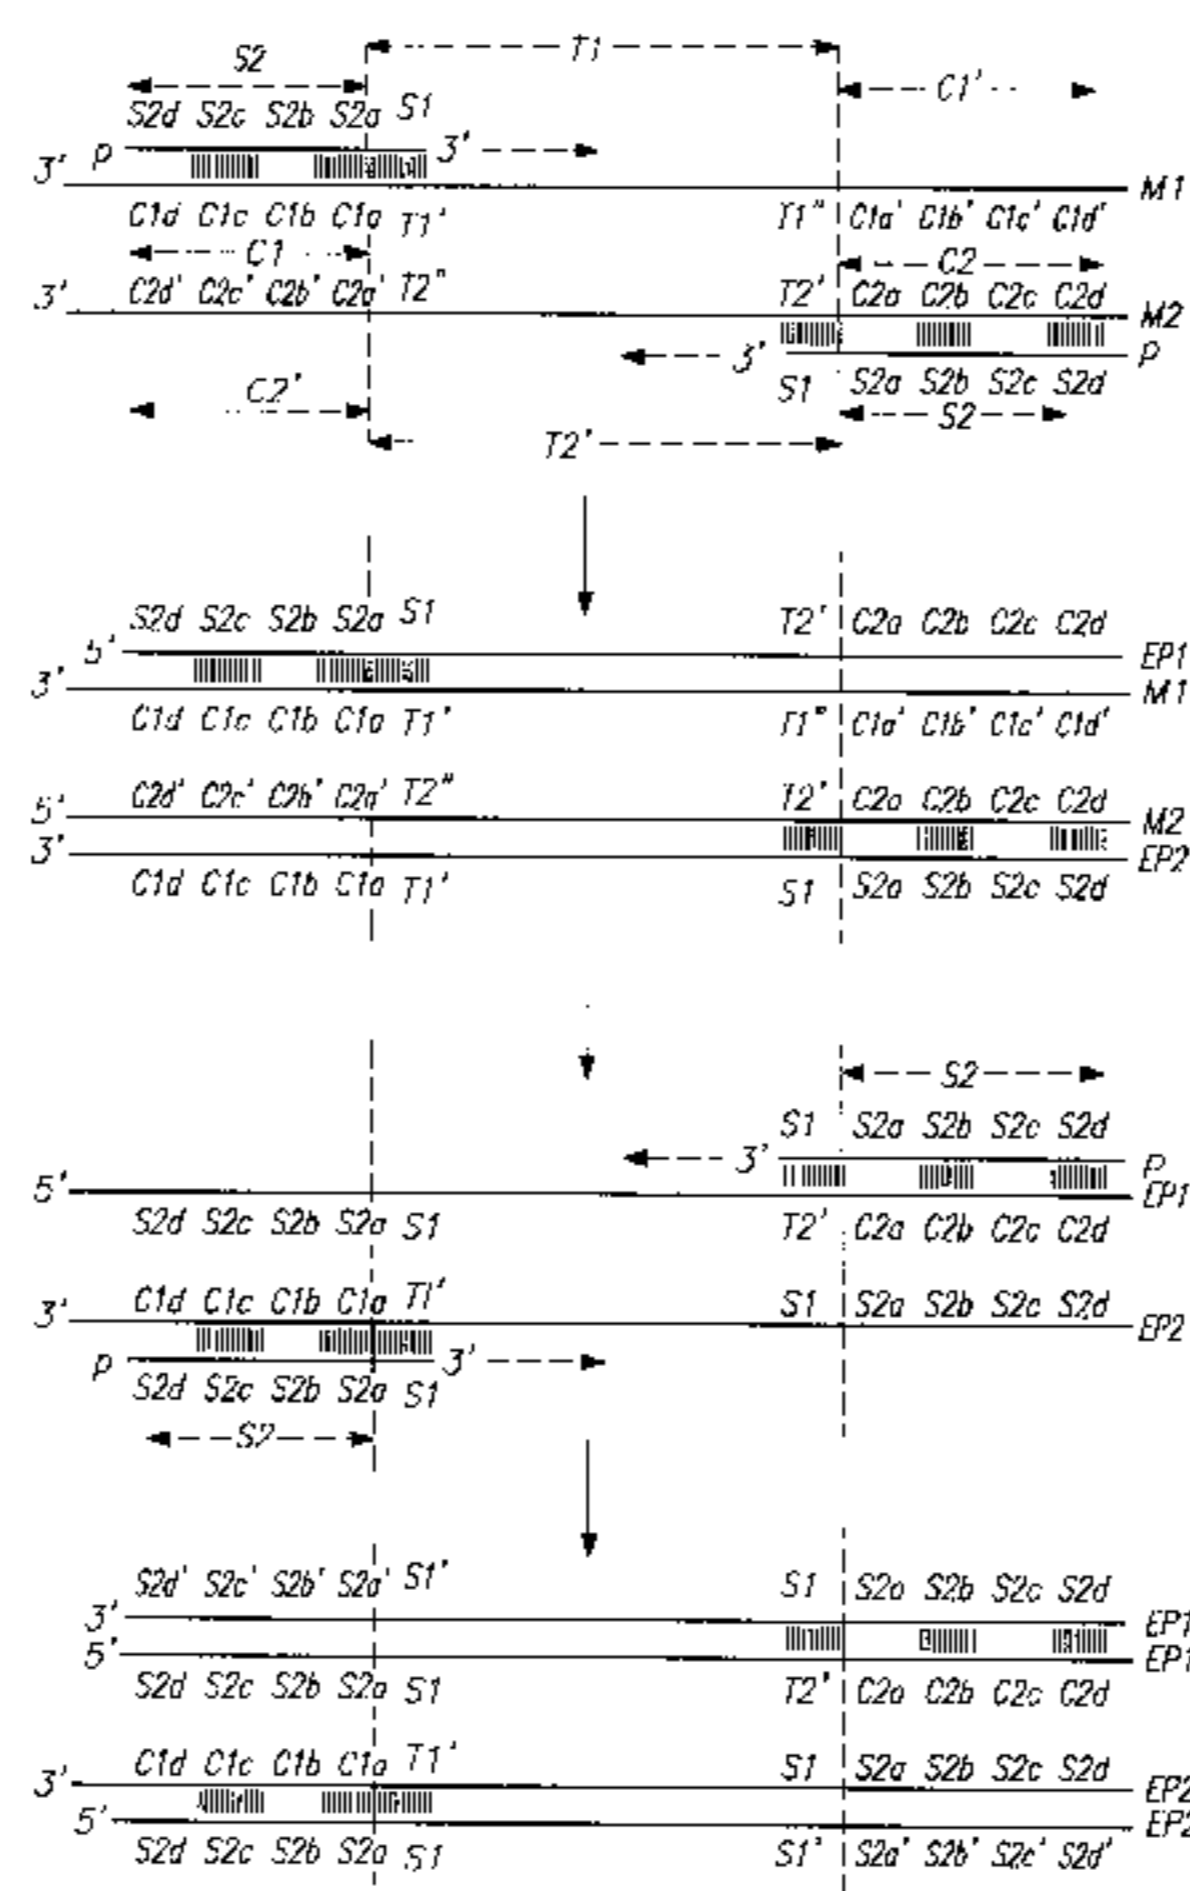 T1
S2
C1'
S2d S2c S2b S2a S1
P 3'
3' M1
C1d C1c C1b C1a T1' T1" C1a' C1b' C1c' C1d'
C1 C2
C2d' C2c' C2b' C2a' T2" T2' C2a C2b C2c C2d
3' M2
3' P
S1 S2a S2b S2c S2d
C2' S2
T2'
S2d S2c S2b S2a S1 T2' C2a C2b C2c C2d
5' EP1
3' M1
C1d C1c C1b C1a T1' T1" C1a' C1b' C1c' C1d'
C2d' C2c' C2b' C2a' T2" T2' C2a C2b C2c C2d
5' M2
3' EP2
C1d C1c C1b C1a T1' S1 S2a S2b S2c S2d
S2
S1 S2a S2b S2c S2d
3' P
5' EP1
S2d S2c S2b S2a S1 T2' C2a C2b C2c C2d
C1d C1c C1b C1a T1' S1 S2a S2b S2c S2d
3' EP2
P 3'
S2d S2c S2b S2a S1
S2
S2d' S2c' S2b' S2a' S1' S1 S2a S2b S2c S2d
3' EP1
5' EP1
S2d S2c S2b S2a S1 T2' C2a C2b C2c C2d
C1d C1c C1b C1a T1' S1 S2a S2b S2c S2d
3' EP2
5' EP2
S2d S2c S2b S2a S1 S1' S2a' S2b' S2c' S2d'